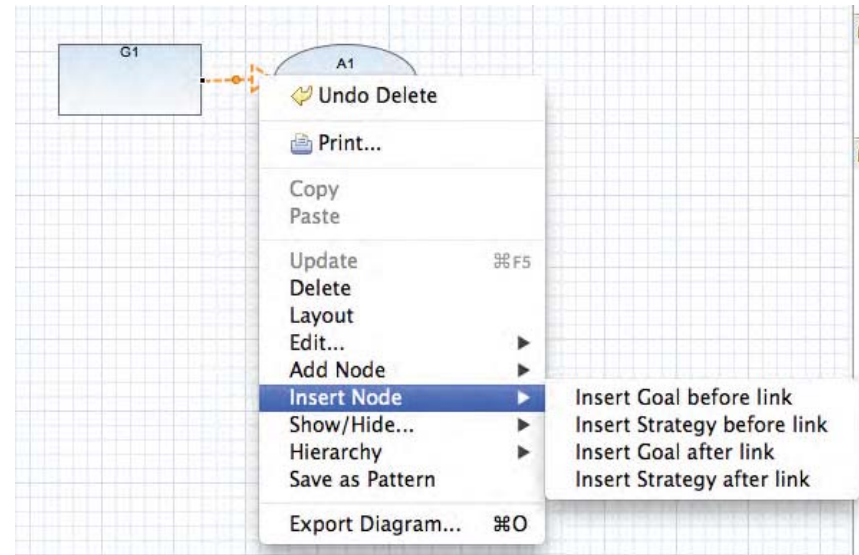 G1
A1
Undo Delete
Print...
Copy
Paste
Update ⌘F5
Delete
Layout
Edit...
Add Node
Insert Node
Show/Hide...
Hierarchy
Save as Pattern
Export Diagram... ⌘O
Insert Goal before link
Insert Strategy before link
Insert Goal after link
Insert Strategy after link